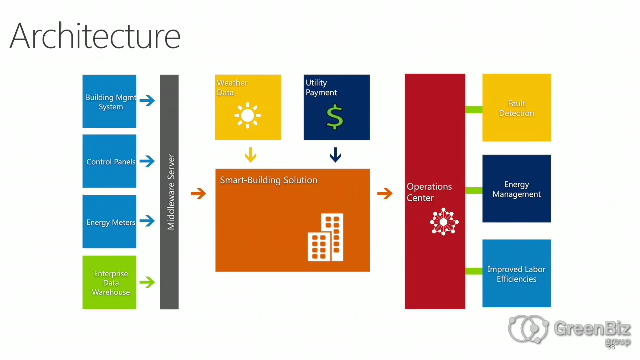 Architecture
Building Mgmt
System
Control Panels
Energy Meters
Enterprise
Data
Warehouse
Middleware Server
Weather
Data
Utility
Payment
$
Smart-Building Solution
Operations
Center
Fault
Detection
Energy
Management
Improved Labor
Efficiencies
GreenBiz
group